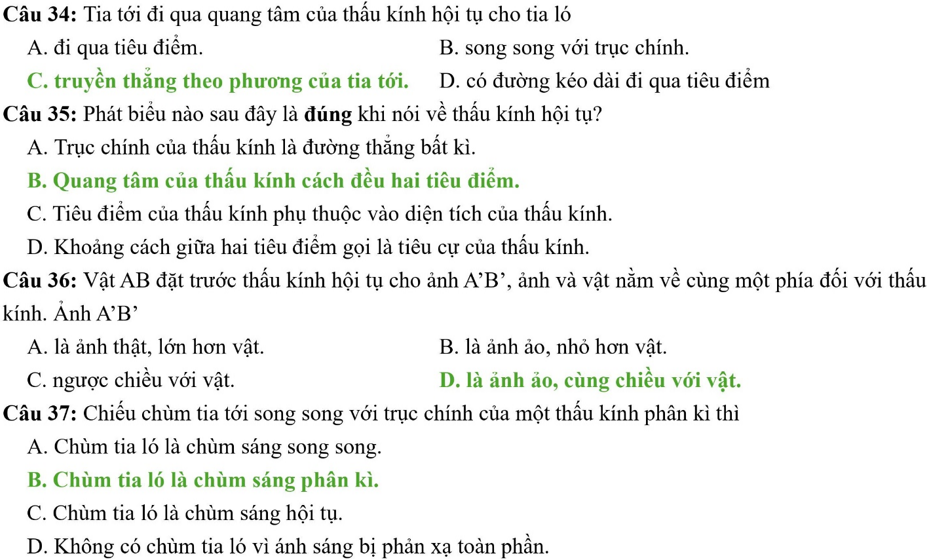 Câu 34: Tia tới đi qua quang tâm của thấu kính hội tụ cho tia ló
A. đi qua tiêu điểm. B. song song với trục chính.
C. truyền thẳng theo phương của tia tới. D. có đường kéo dài đi qua tiêu điểm
Câu 35: Phát biểu nào sau đây là đúng khi nói về thấu kính hội tụ?
A. Trục chính của thấu kính là đường thẳng bất kì.
B. Quang tâm của thấu kính cách đều hai tiêu điểm.
C. Tiêu điểm của thấu kính phụ thuộc vào diện tích của thấu kính.
D. Khoảng cách giữa hai tiêu điểm gọi là tiêu cự của thấu kính.
Câu 36: Vật AB đặt trước thấu kính hội tụ cho ảnh A’B’, ảnh và vật nằm về cùng một phía đối với thấu
kính. Ảnh A’B’
A. là ảnh thật, lớn hơn vật. B. là ảnh ảo, nhỏ hơn vật.
C. ngược chiều với vật. D. là ảnh ảo, cùng chiều với vật.
Câu 37: Chiếu chùm tia tới song song với trục chính của một thấu kính phân kì thì
A. Chùm tia ló là chùm sáng song song.
B. Chùm tia ló là chùm sáng phân kì.
C. Chùm tia ló là chùm sáng hội tụ.
D. Không có chùm tia ló vì ánh sáng bị phản xạ toàn phần.